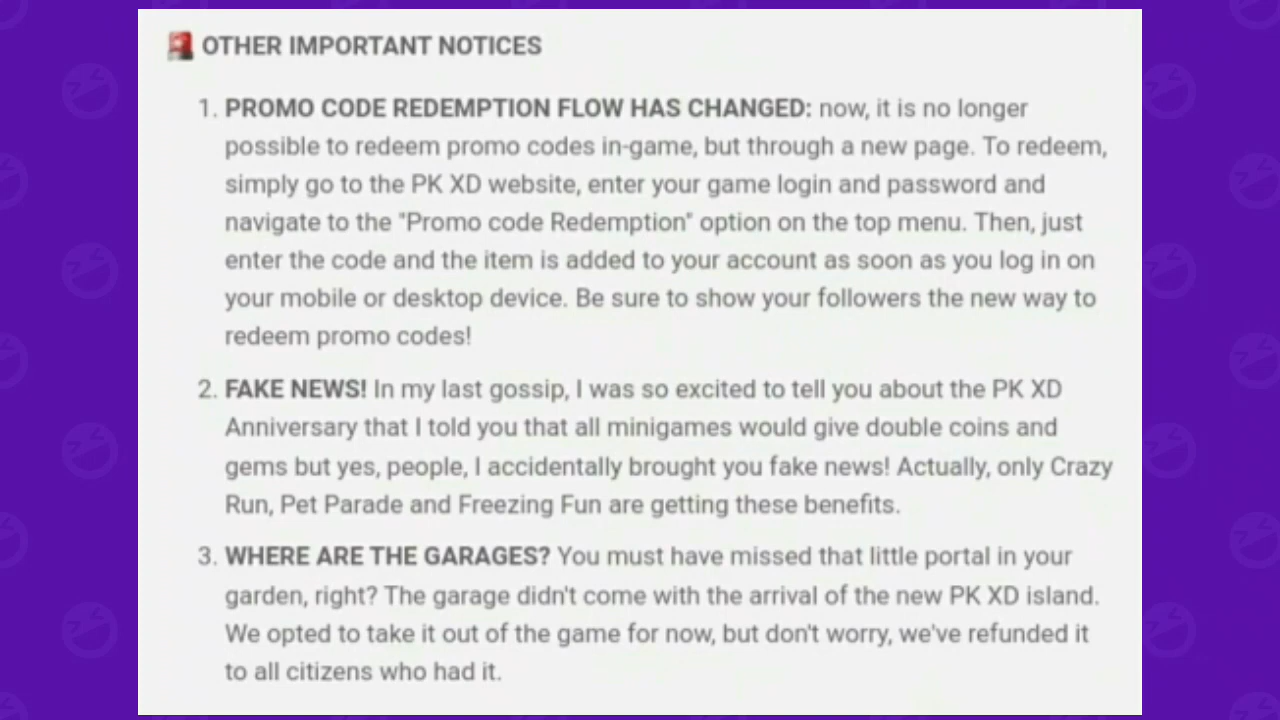 🚨 OTHER IMPORTANT NOTICES
1. PROMO CODE REDEMPTION FLOW HAS CHANGED: now, it is no longer
possible to redeem promo codes in-game, but through a new page. To redeem,
simply go to the PK XD website, enter your game login and password and
navigate to the "Promo code Redemption" option on the top menu. Then, just
enter the code and the item is added to your account as soon as you log in on
your mobile or desktop device. Be sure to show your followers the new way to
redeem promo codes!
2. FAKE NEWS! In my last gossip, I was so excited to tell you about the PK XD
Anniversary that I told you that all minigames would give double coins and
gems but yes, people, I accidentally brought you fake news! Actually, only Crazy
Run, Pet Parade and Freezing Fun are getting these benefits.
3. WHERE ARE THE GARAGES? You must have missed that little portal in your
garden, right? The garage didn't come with the arrival of the new PK XD island.
We opted to take it out of the game for now, but don't worry, we've refunded it
to all citizens who had it.